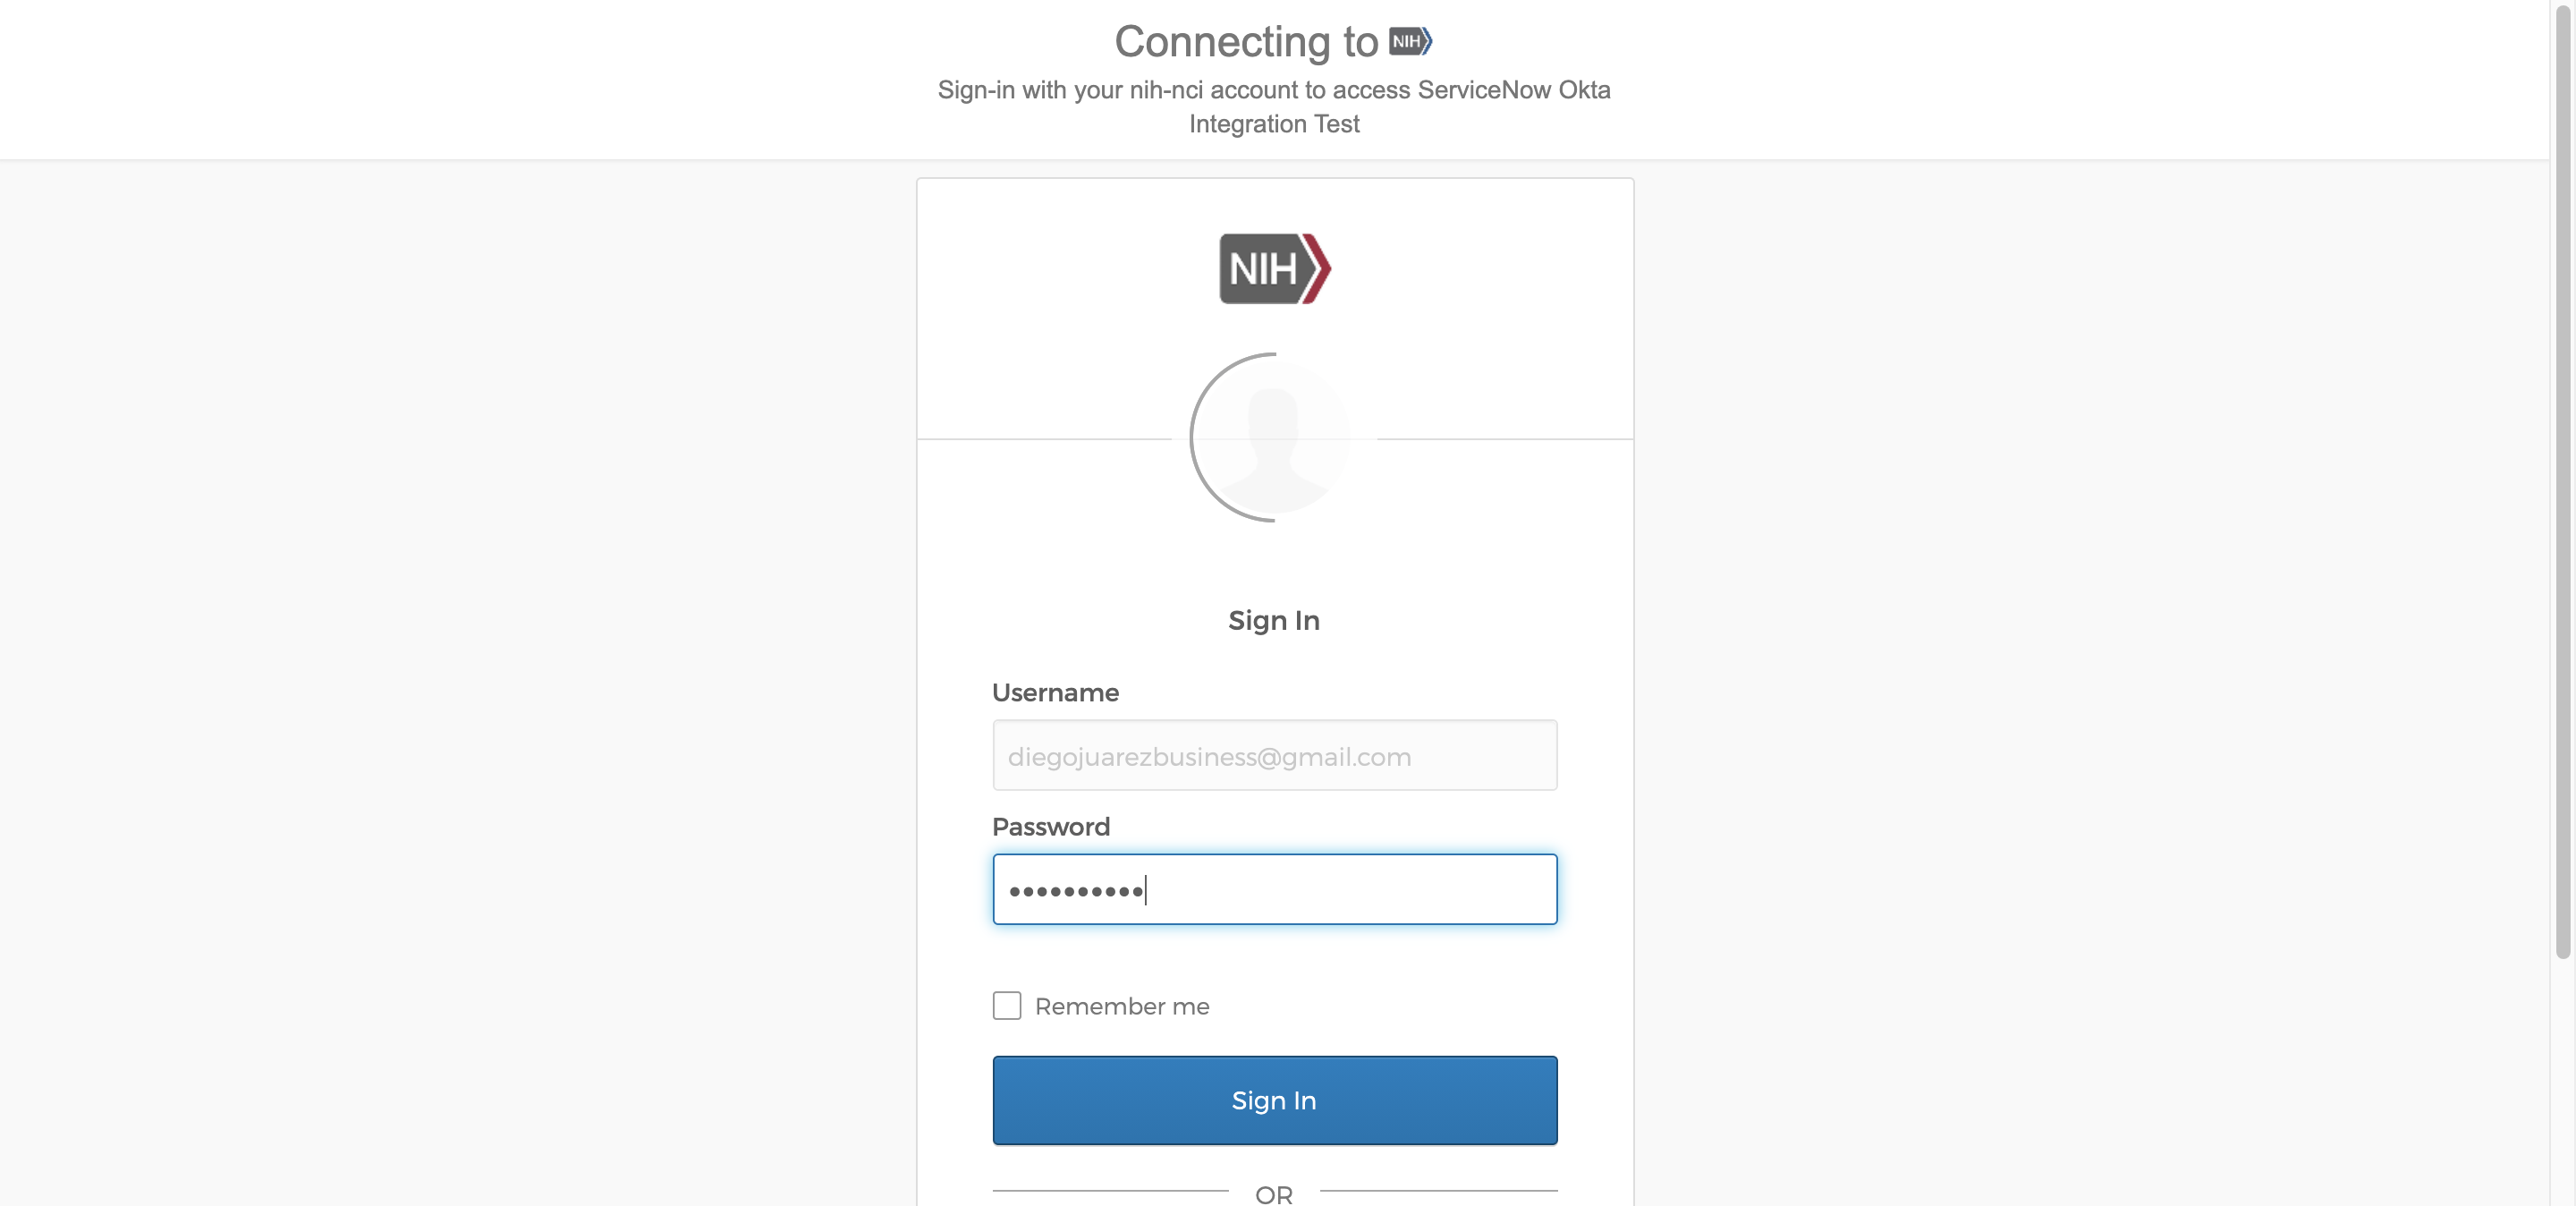 Connecting to NIH
Sign-in with your nih-nci account to access ServiceNow Okta
Integration Test
NIH
Sign In
Username
diegojuarezbusiness@gmail.com
Password
••••••••••
Remember me
Sign In
OR